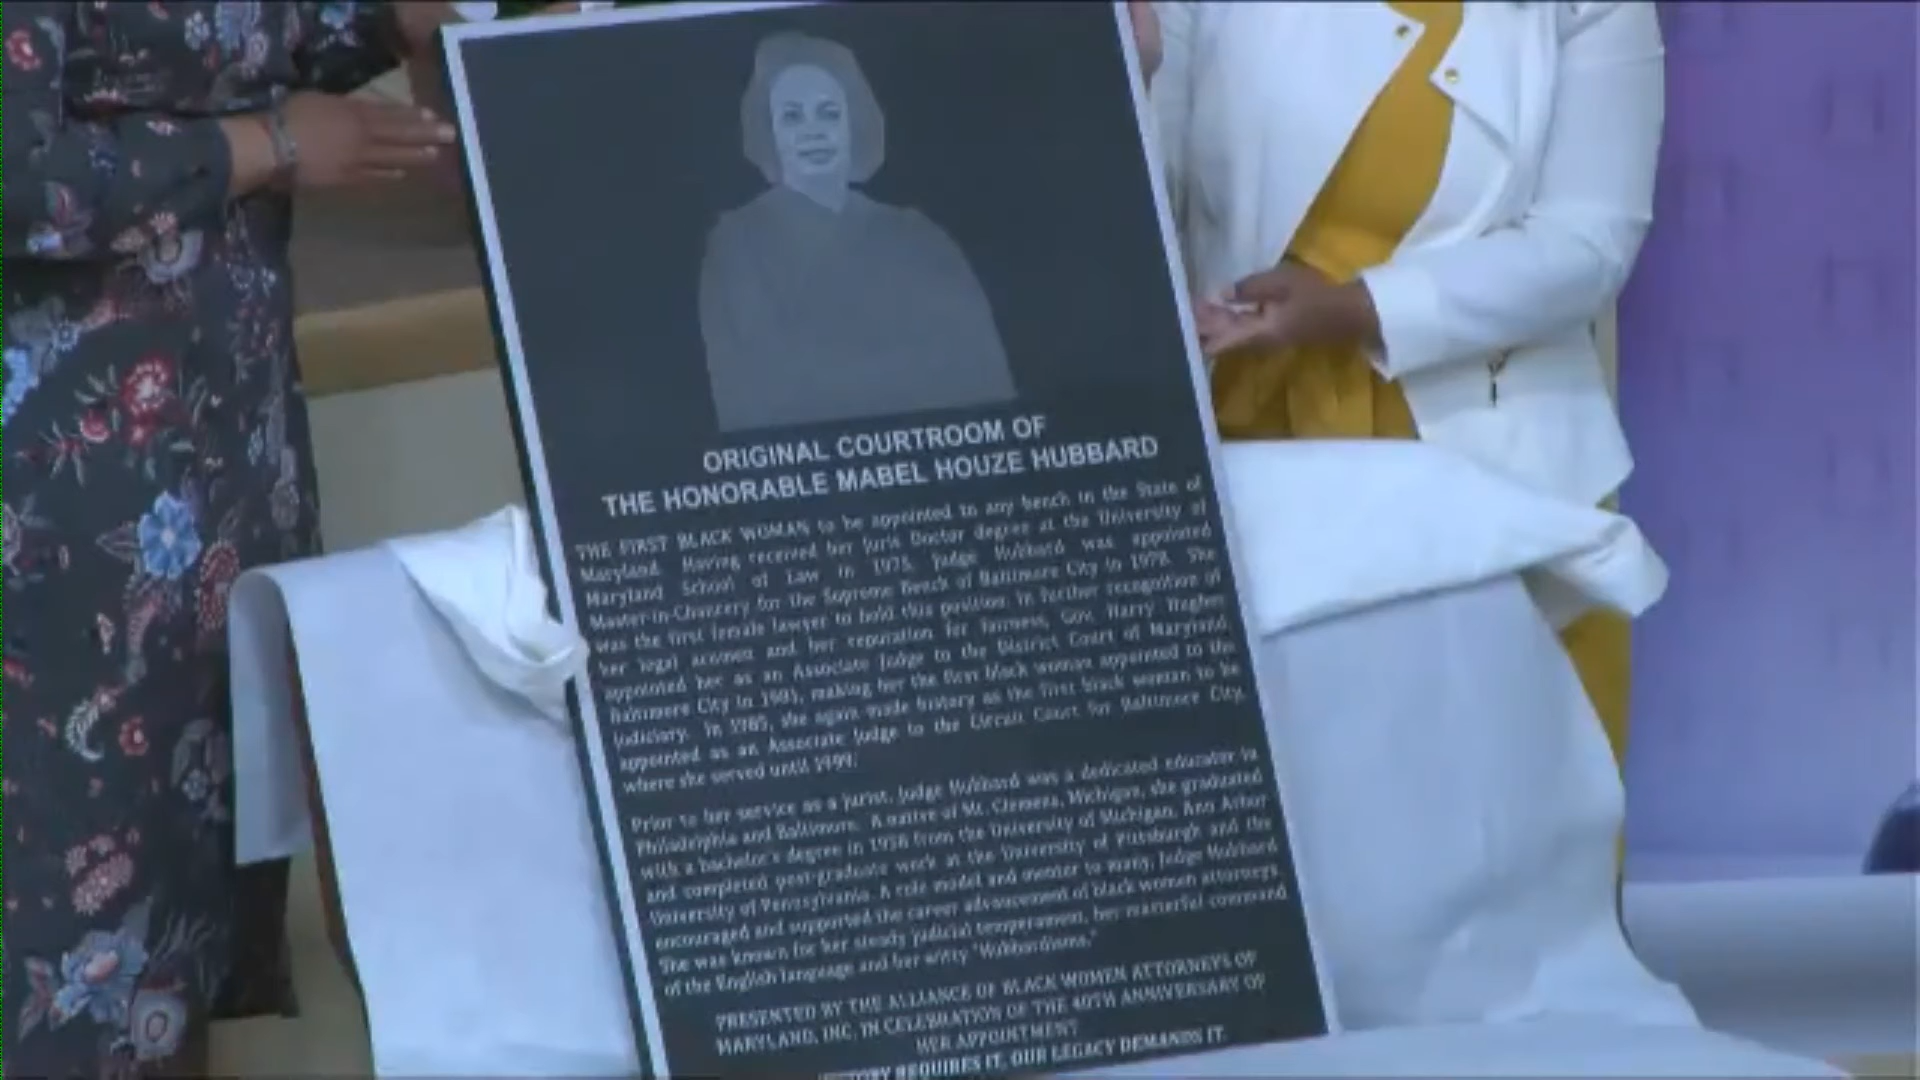 ORIGINAL COURTROOM OF
THE HONORABLE MABEL HOUZE HUBBARD
THE FIRST BLACK WOMAN to be appointed to any bench in the State of
Maryland. Having received her Juris Doctor degree at the University of
Maryland School of Law in 1975, Judge Hubbard was appointed
Master-in-Chancery for the Supreme Bench of Baltimore City in 1978. She
was the first female lawyer to hold this position. In further recognition of
her legal acumen and her reputation for fairness, Gov. Harry Hughes
appointed her as an Associate Judge to the District Court of Maryland
Baltimore City in 1981, making her the first black woman appointed to the
judiciary. In 1985, she again made history as the first black woman to be
appointed as an Associate Judge to the Circuit Court for Baltimore City,
where she served until 1999.
Prior to her service as a jurist, Judge Hubbard was a dedicated educator in
Philadelphia and Baltimore. A native of Mt. Clemens, Michigan, she graduated
with a bachelor's degree in 1958 from the University of Michigan, Ann Arbor
and completed post-graduate work at the University of Pittsburgh and the
University of Pennsylvania. A role model and mentor to many, Judge Hubbard
encouraged and supported the career advancement of black women attorneys.
She was known for her steady judicial temperament, her masterful command
of the English language and her witty "Hubbardisms."
PRESENTED BY THE ALLIANCE OF BLACK WOMEN ATTORNEYS OF
MARYLAND, INC. IN CELEBRATION OF THE 40TH ANNIVERSARY OF
HER APPOINTMENT
REQUIRES IT, OUR LEGACY DEMANDS IT.